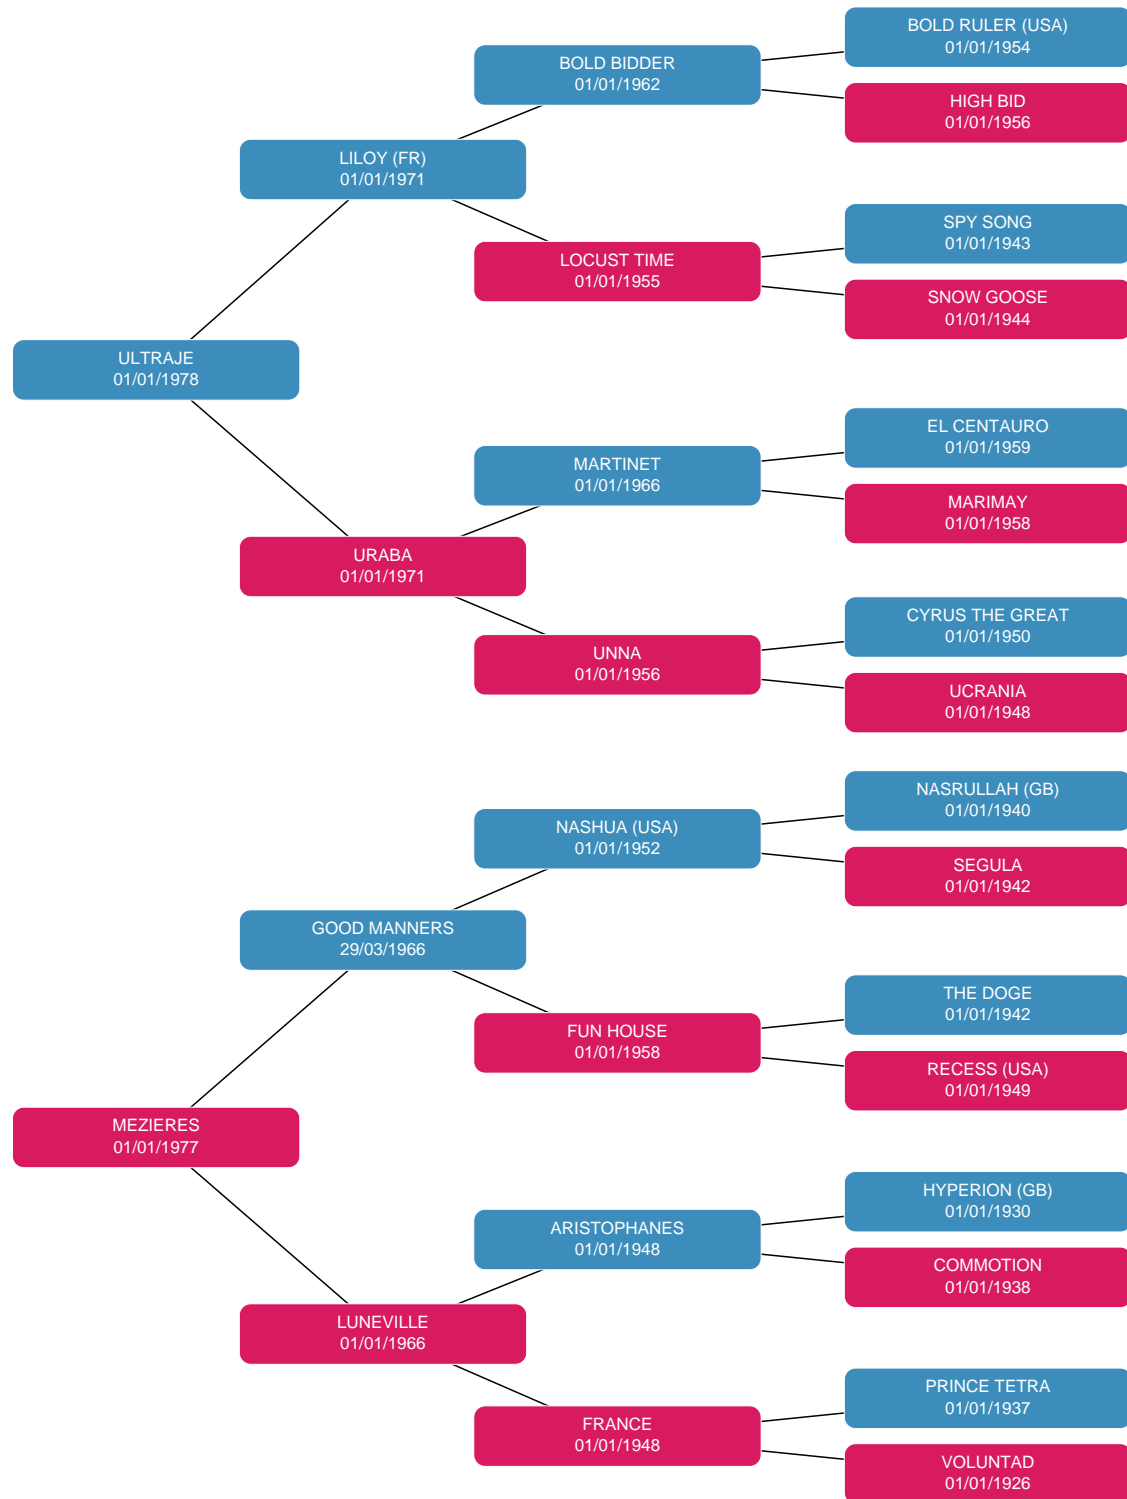 BOLD RULER (USA)
01/01/1954
BOLD BIDDER
01/01/1962
HIGH BID
01/01/1956
LILOY (FR)
01/01/1971
SPY SONG
01/01/1943
LOCUST TIME
01/01/1955
SNOW GOOSE
01/01/1944
ULTRAJE
01/01/1978
EL CENTAURO
01/01/1959
MARTINET
01/01/1966
MARIMAY
01/01/1958
URABA
01/01/1971
CYRUS THE GREAT
01/01/1950
UNNA
01/01/1956
UCRANIA
01/01/1948
NASRULLAH (GB)
01/01/1940
NASHUA (USA)
01/01/1952
SEGULA
01/01/1942
GOOD MANNERS
29/03/1966
THE DOGE
01/01/1942
FUN HOUSE
01/01/1958
RECESS (USA)
01/01/1949
MEZIERES
01/01/1977
HYPERION (GB)
01/01/1930
ARISTOPHANES
01/01/1948
COMMOTION
01/01/1938
LUNEVILLE
01/01/1966
PRINCE TETRA
01/01/1937
FRANCE
01/01/1948
VOLUNTAD
01/01/1926